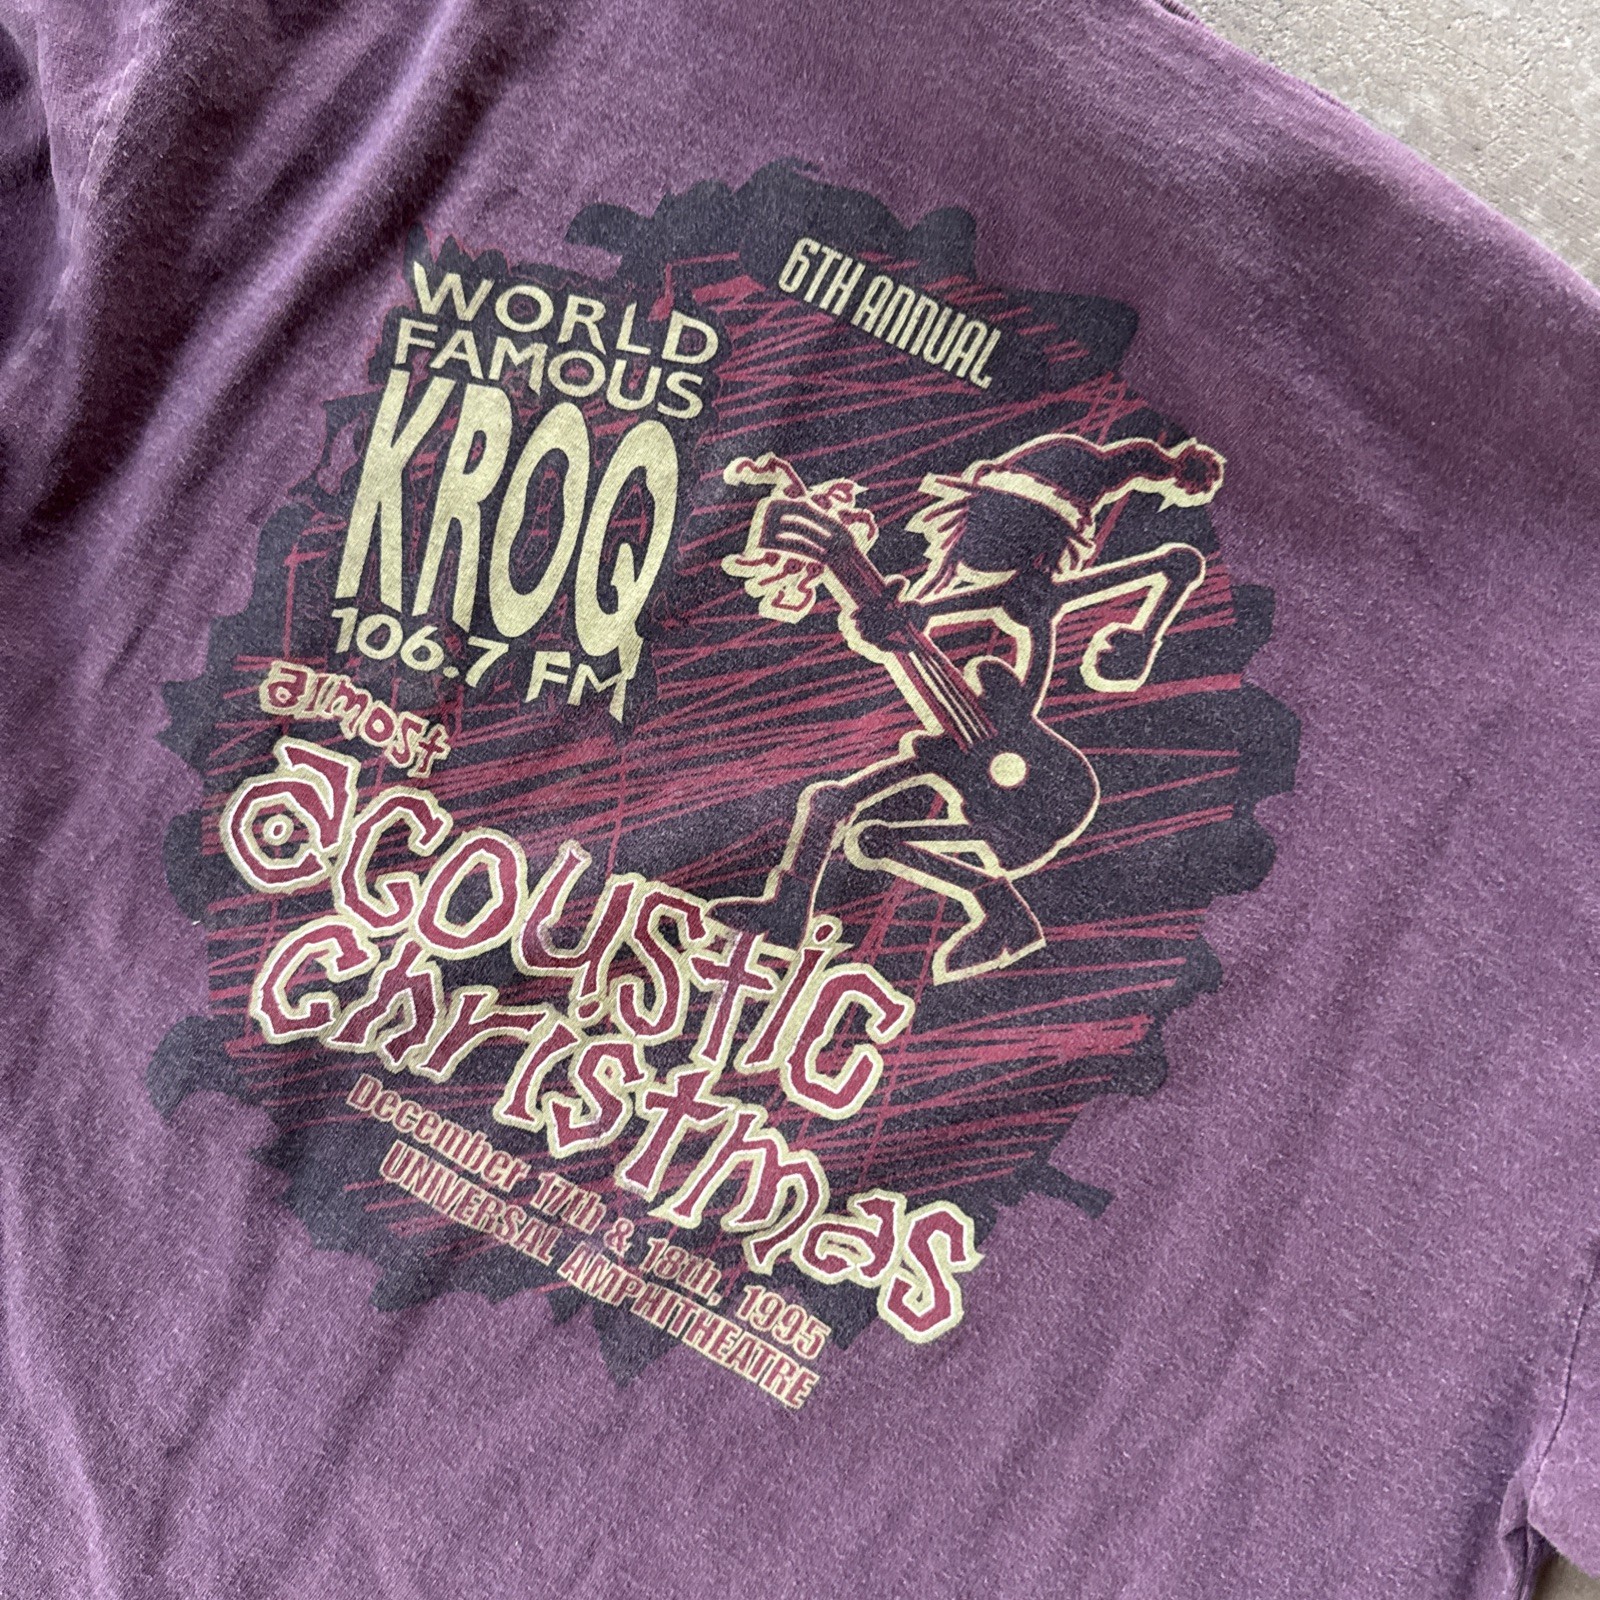 6TH ANNUAL
WORLD
FAMOUS
KROQ
106.7 FM
almost
acoustic
christmas
December 17th & 18th, 1995
UNIVERSAL AMPHITHEATRE